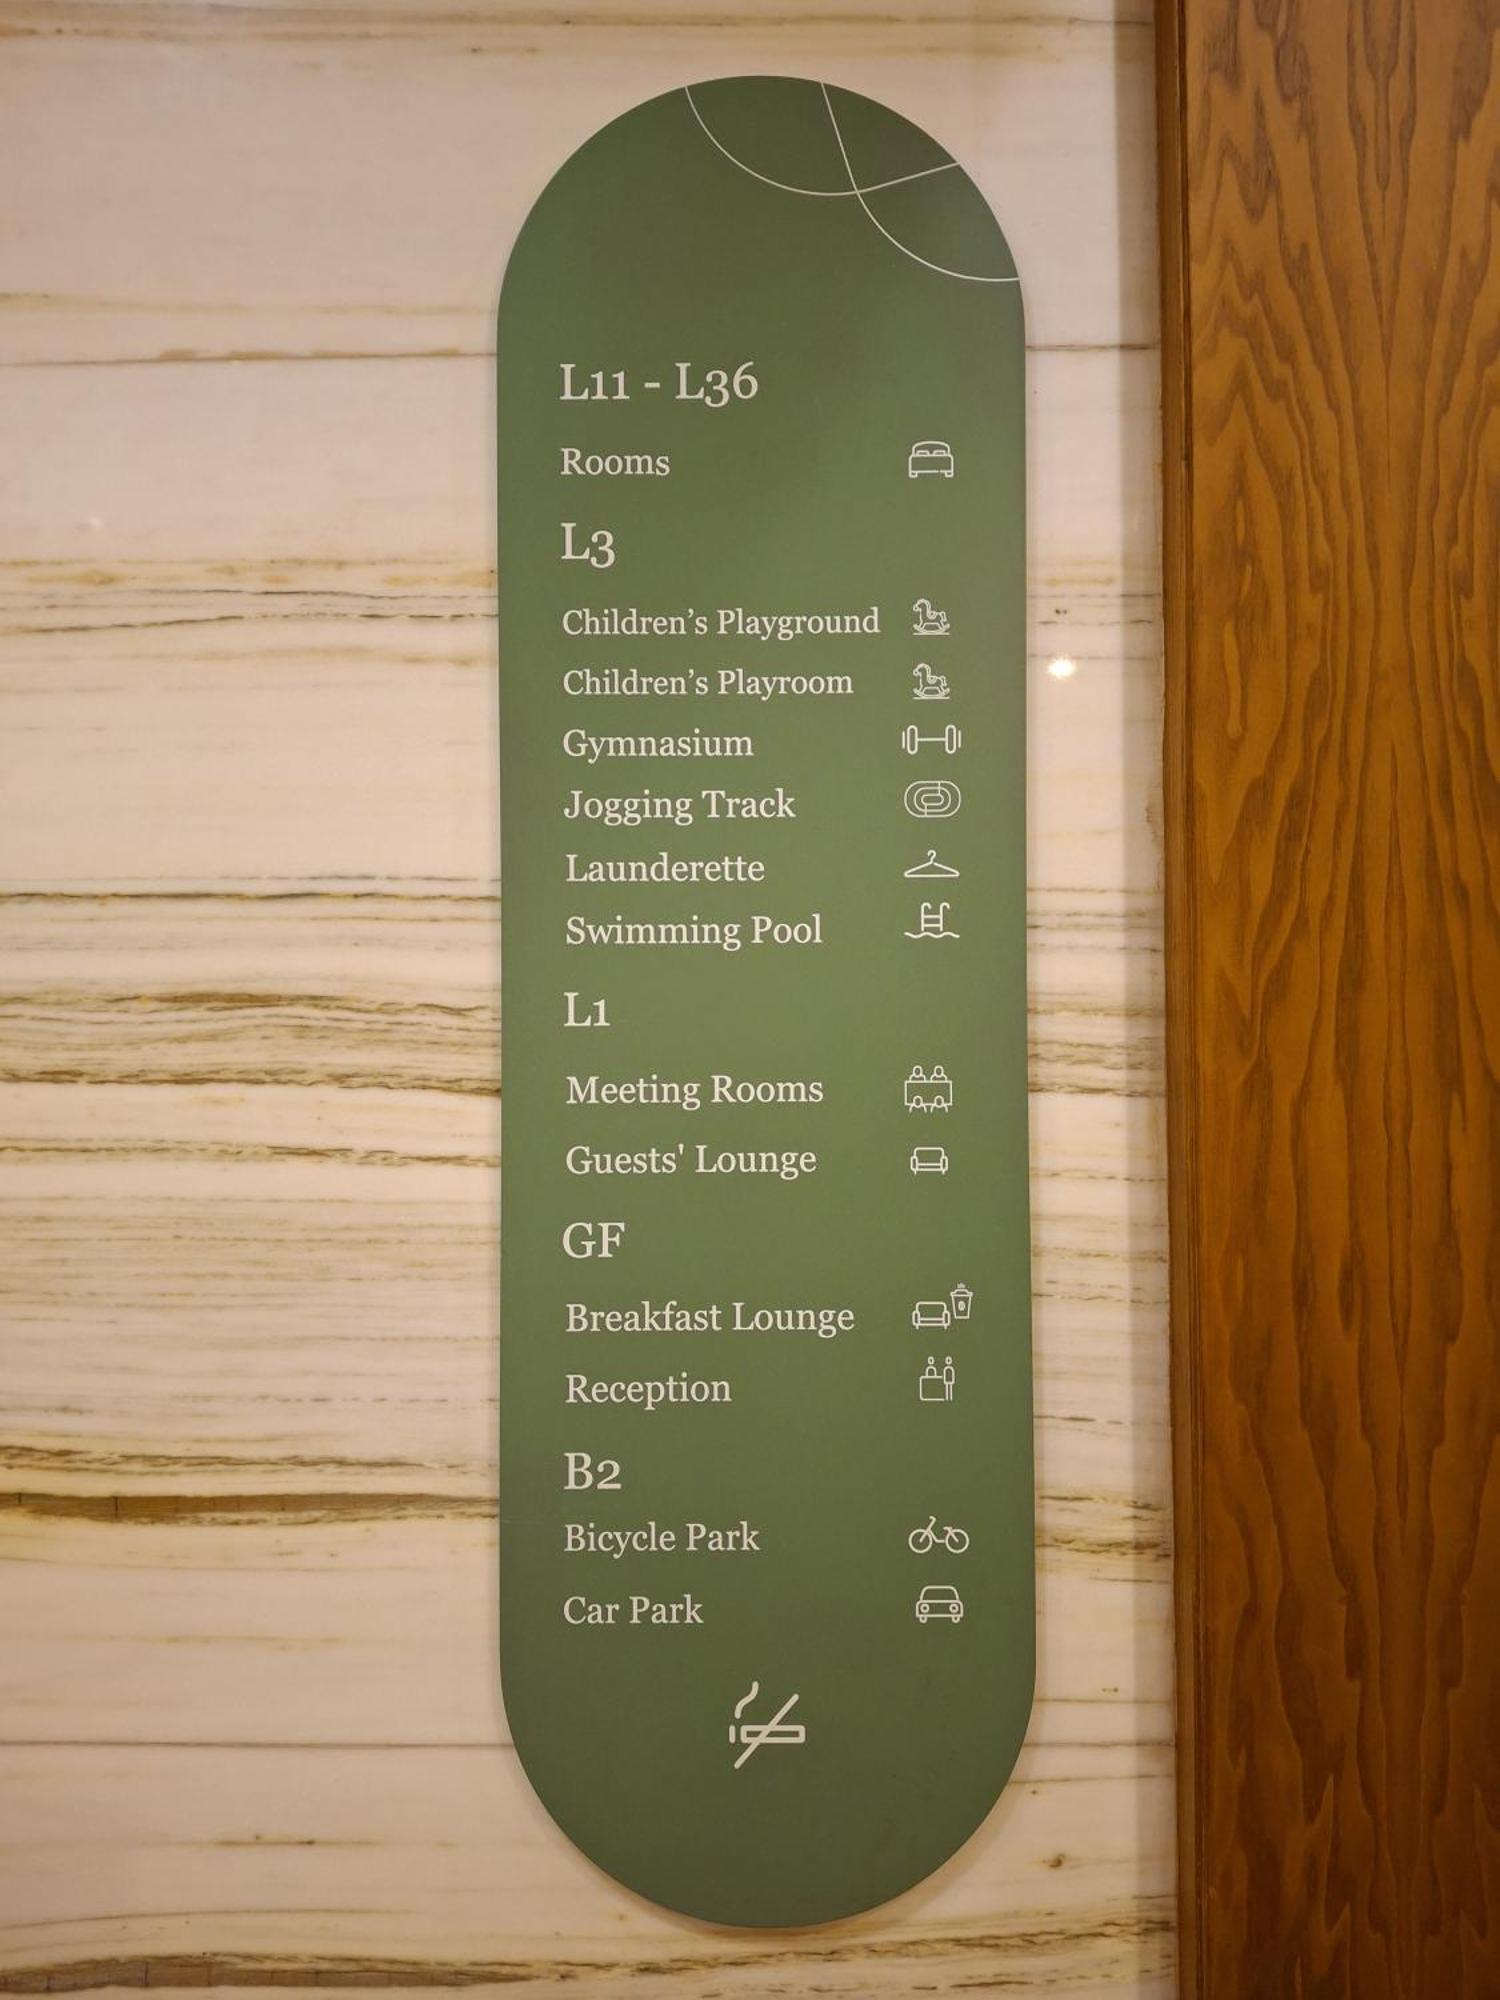 L11 - L36
Rooms
L3
Children’s Playground
Children’s Playroom
Gymnasium
Jogging Track
Launderette
Swimming Pool
L1
Meeting Rooms
Guests' Lounge
GF
Breakfast Lounge
Reception
B2
Bicycle Park
Car Park